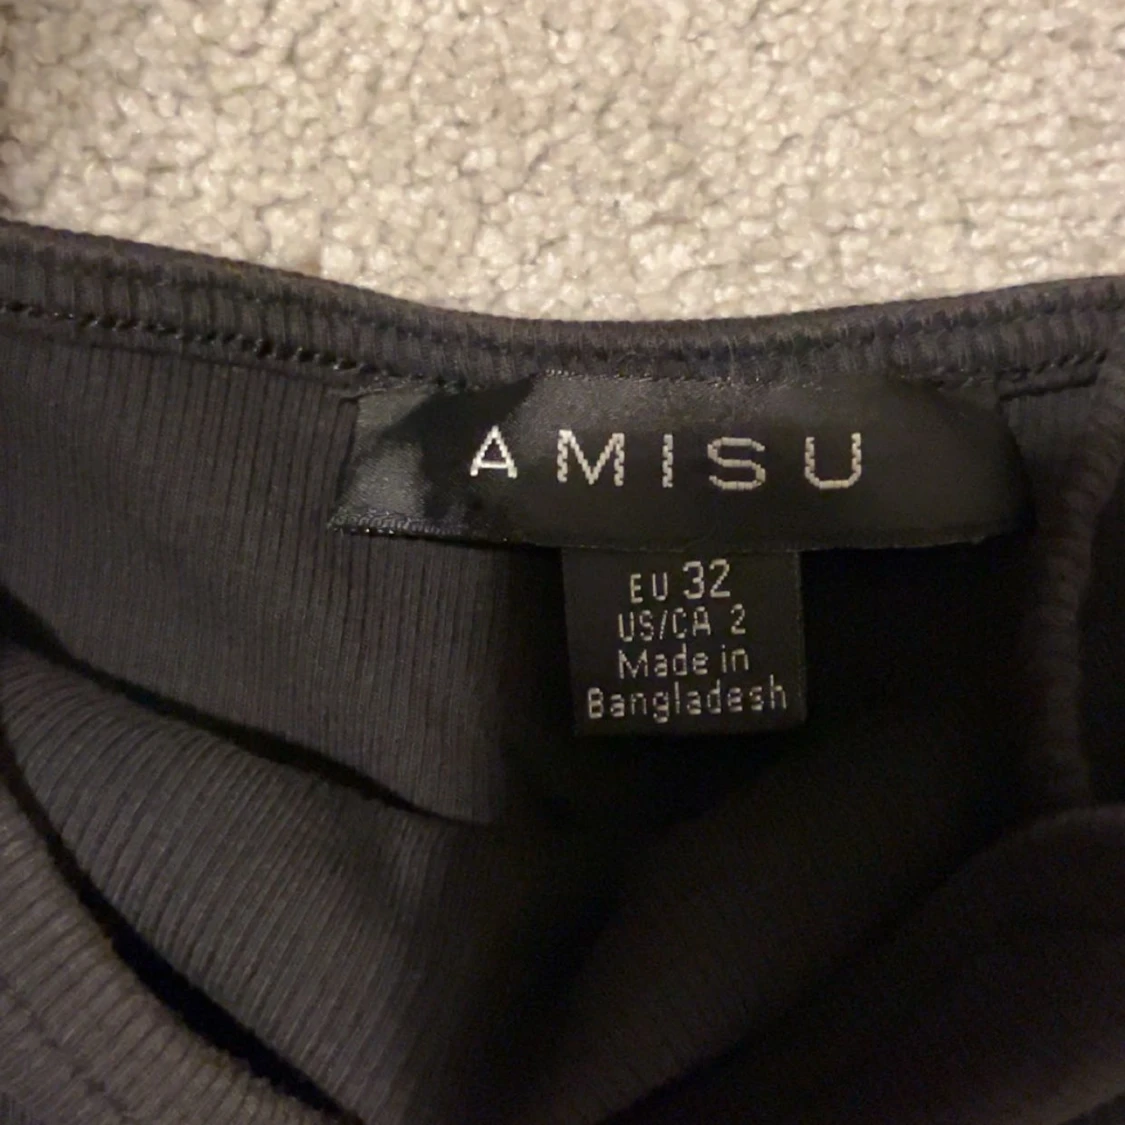 AMISU
EU 32
US/CA 2
Made in
Bangladesh